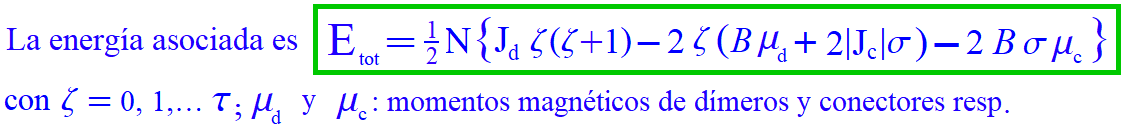 La energía asociada es E_tot = ½ N{J_d ζ(ζ+1) − 2 ζ (Bμ_d + 2|J_c|σ) − 2 B σ μ_c}
con ζ = 0, 1,... τ; μ_d y μ_c: momentos magnéticos de dímeros y conectores resp.